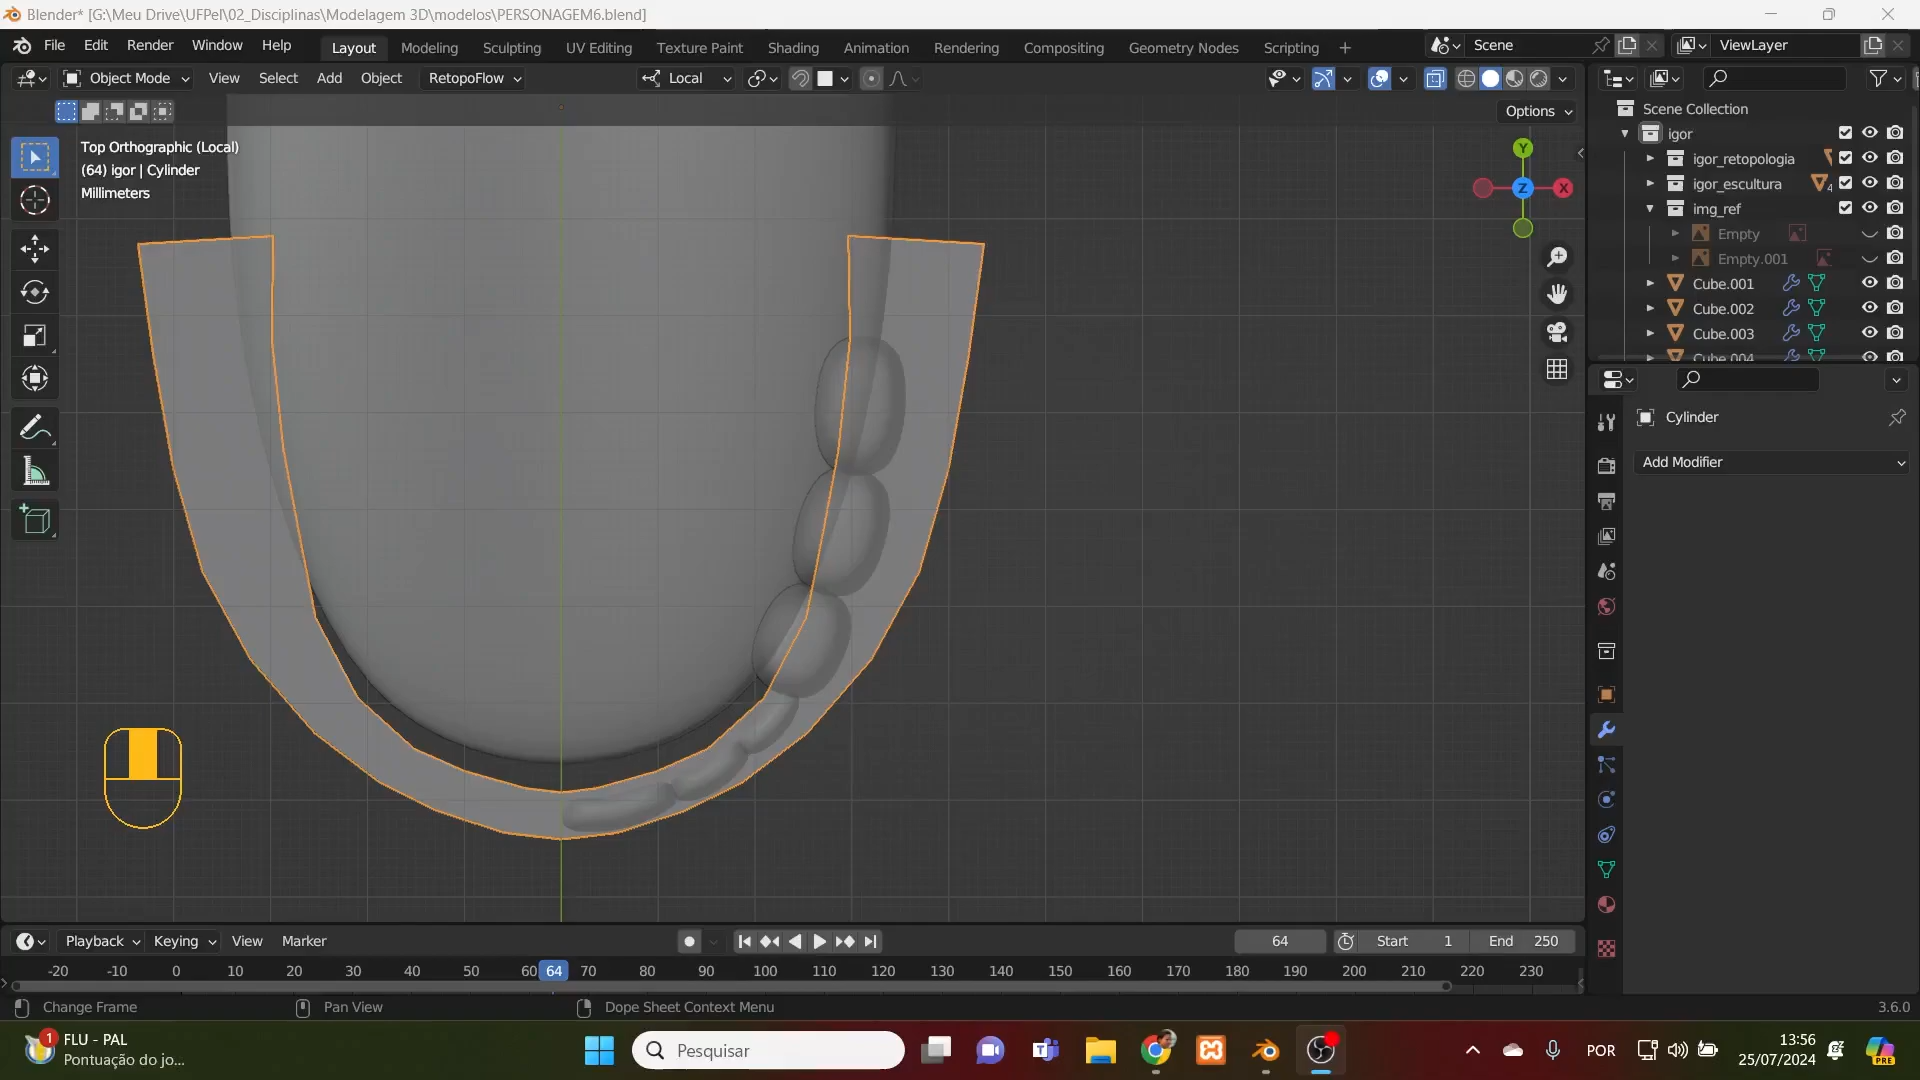 Blender* [G:\Meu Drive\UFPel\02_Disciplinas\Modelagem 3D\modelos\PERSONAGEM6.blend]
File Edit Render Window Help Layout Modeling Sculpting UV Editing Texture Paint Shading Animation Rendering Compositing Geometry Nodes Scripting + Scene ViewLayer
Object Mode View Select Add Object RetopoFlow Local
Options
Top Orthographic (Local)
(64) igor | Cylinder
Millimeters
Y
X
Z
Scene Collection
igor
igor_retopologia
igor_escultura 4
img_ref
Empty
Empty.001
Cube.001
Cube.002
Cube.003
Cube.004
Cylinder
Add Modifier
Playback Keying View Marker 64 Start 1 End 250
-20 -10 0 10 20 30 40 50 60 64 70 80 90 100 110 120 130 140 150 160 170 180 190 200 210 220 230
Change Frame Pan View Dope Sheet Context Menu 3.6.0
1 FLU - PAL
Pontuação do jo...
Pesquisar
POR
13:56
25/07/2024
PRE